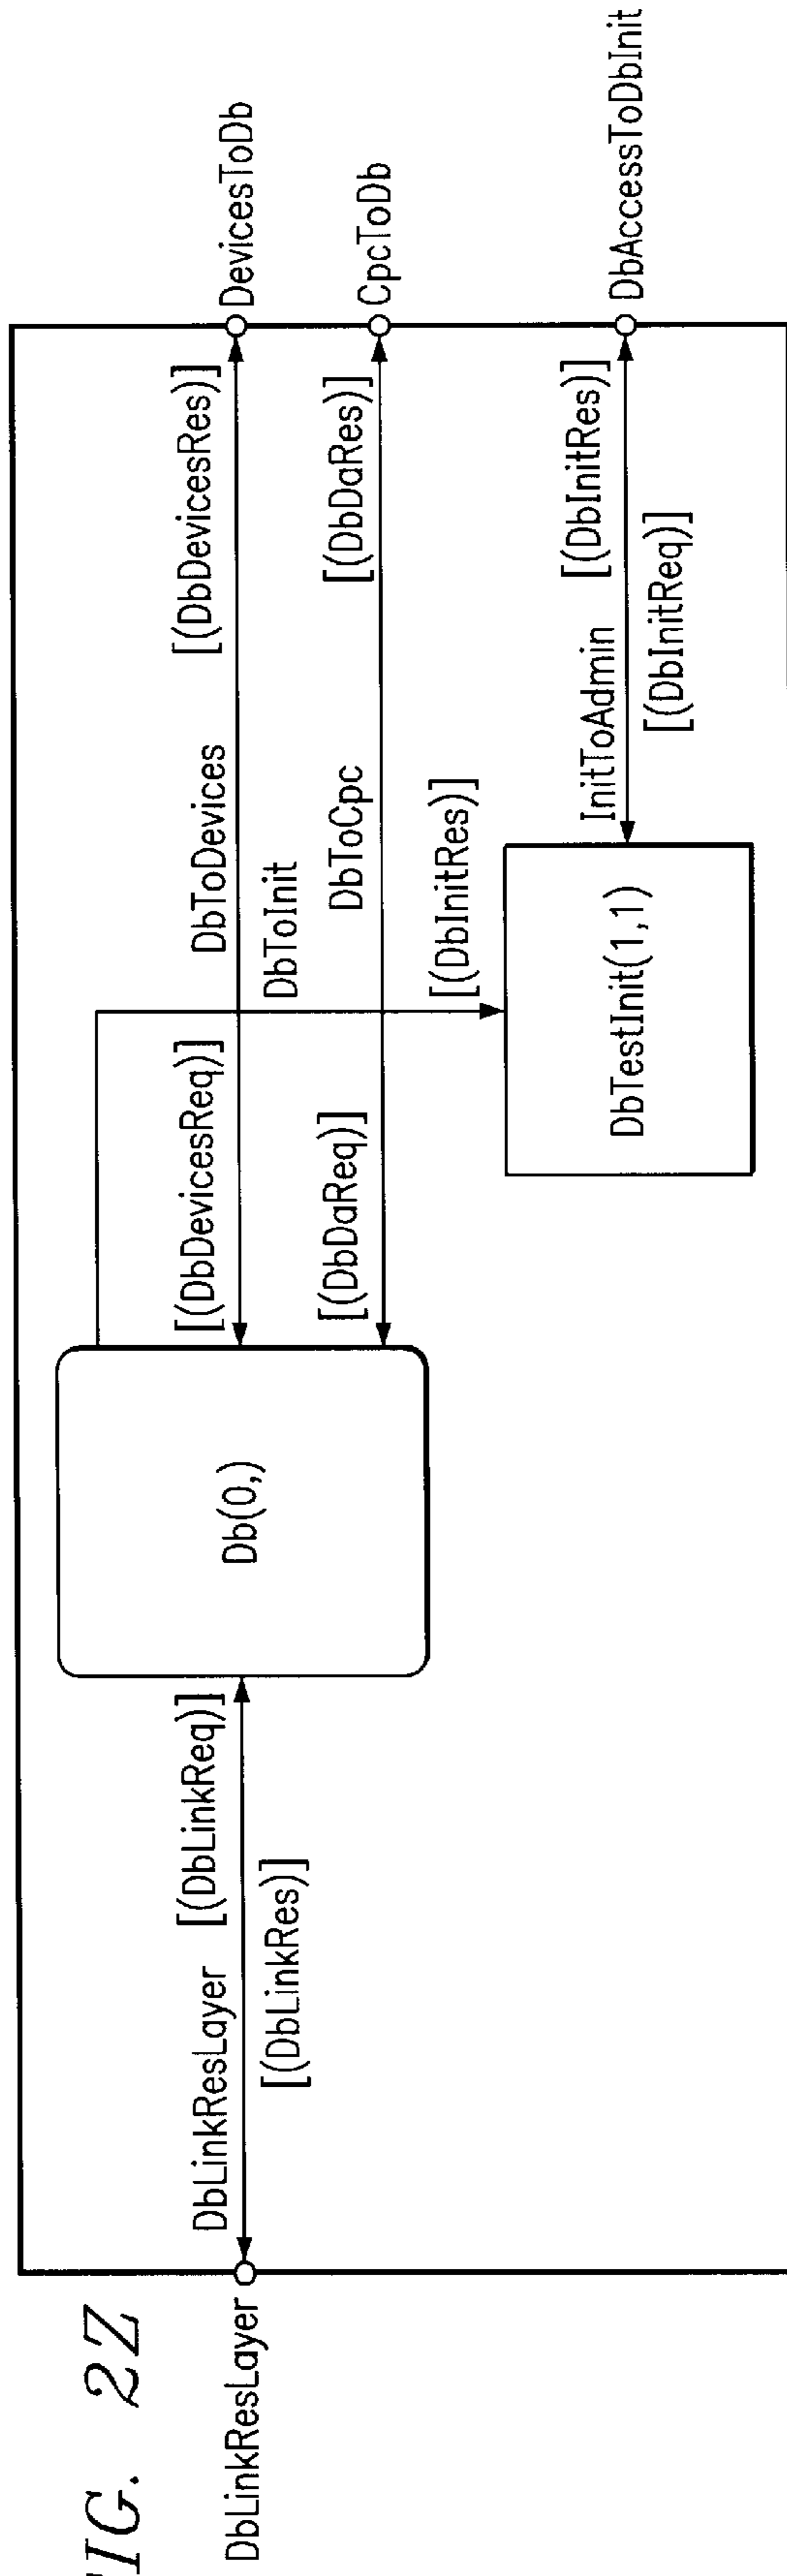 FIG. 2Z
DbLinkResLayer
DbLinkResLayer
[(DbLinkReq)]
[(DbLinkRes)]
Db(0,)
[(DbDevicesReq)]
DbToDevices
[(DbDevicesRes)]
DevicesToDb
DbToInit
[(DbDaReq)]
DbToCpc
[(DbDaRes)]
CpcToDb
[(DbInitRes)]
DbTestInit(1,1)
InitToAdmin
[(DbInitRes)]
[(DbInitReq)]
DbAccessToDbInit